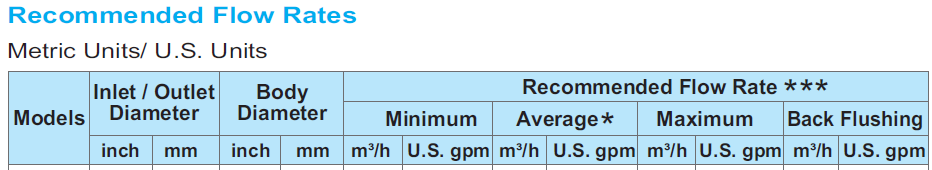 Recommended Flow Rates
Metric Units/ U.S. Units
Models Inlet / Outlet Diameter Body Diameter Recommended Flow Rate ***
Minimum Average* Maximum Back Flushing
inch mm inch mm m³/h U.S. gpm m³/h U.S. gpm m³/h U.S. gpm m³/h U.S. gpm